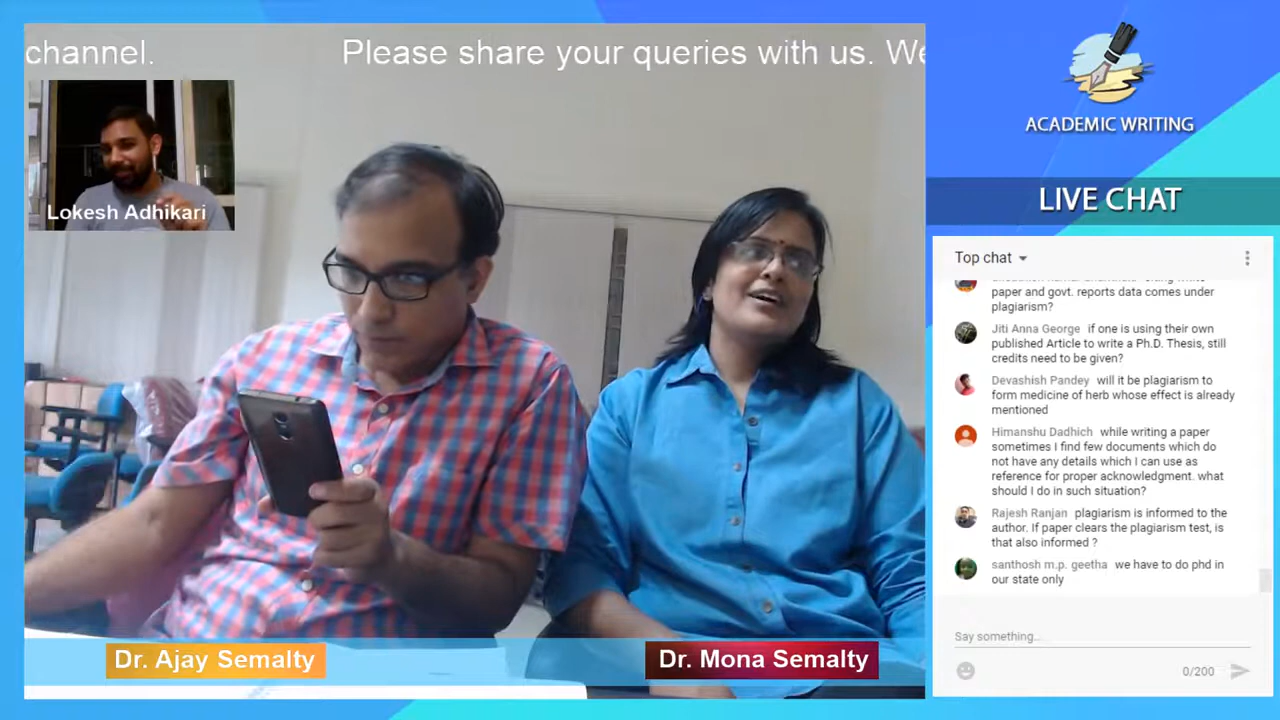 channel. Please share your queries with us. We
Lokesh Adhikari
Dr. Ajay Semalty
Dr. Mona Semalty
ACADEMIC WRITING
LIVE CHAT
Top chat
paper and govt. reports data comes under
plagiarism?
Jiti Anna George if one is using their own
published Article to write a Ph.D. Thesis, still
credits need to be given?
Devashish Pandey will it be plagiarism to
form medicine of herb whose effect is already
mentioned
Himanshu Dadhich while writing a paper
sometimes I find few documents which do
not have any details which I can use as
reference for proper acknowledgment. what
should I do in such situation?
Rajesh Ranjan plagiarism is informed to the
author. If paper clears the plagiarism test, is
that also informed ?
santhosh m.p. geetha we have to do phd in
our state only
Say something...
0/200